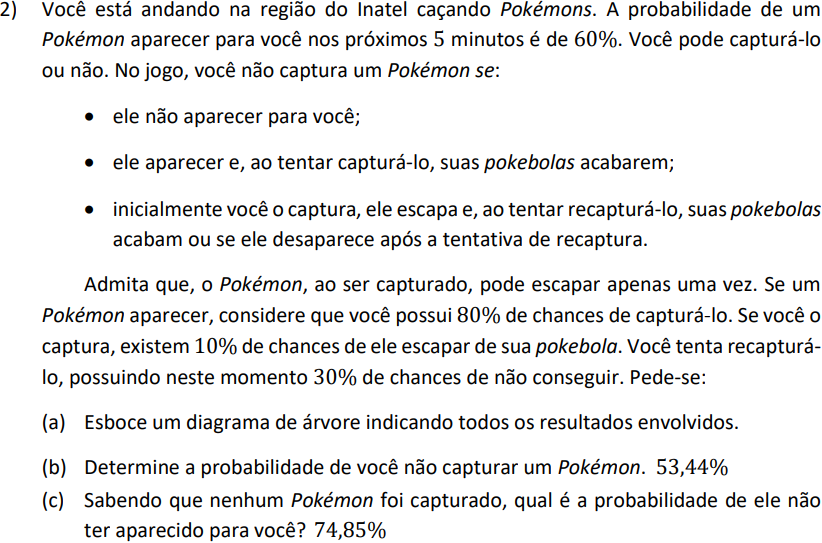 2) Você está andando na região do Inatel caçando Pokémons. A probabilidade de um
Pokémon aparecer para você nos próximos 5 minutos é de 60%. Você pode capturá-lo
ou não. No jogo, você não captura um Pokémon se:
• ele não aparecer para você;
• ele aparecer e, ao tentar capturá-lo, suas pokebolas acabarem;
• inicialmente você o captura, ele escapa e, ao tentar recapturá-lo, suas pokebolas
acabam ou se ele desaparece após a tentativa de recaptura.
Admita que, o Pokémon, ao ser capturado, pode escapar apenas uma vez. Se um
Pokémon aparecer, considere que você possui 80% de chances de capturá-lo. Se você o
captura, existem 10% de chances de ele escapar de sua pokebola. Você tenta recapturá-
lo, possuindo neste momento 30% de chances de não conseguir. Pede-se:
(a) Esboce um diagrama de árvore indicando todos os resultados envolvidos.
(b) Determine a probabilidade de você não capturar um Pokémon. 53,44%
(c) Sabendo que nenhum Pokémon foi capturado, qual é a probabilidade de ele não
ter aparecido para você? 74,85%